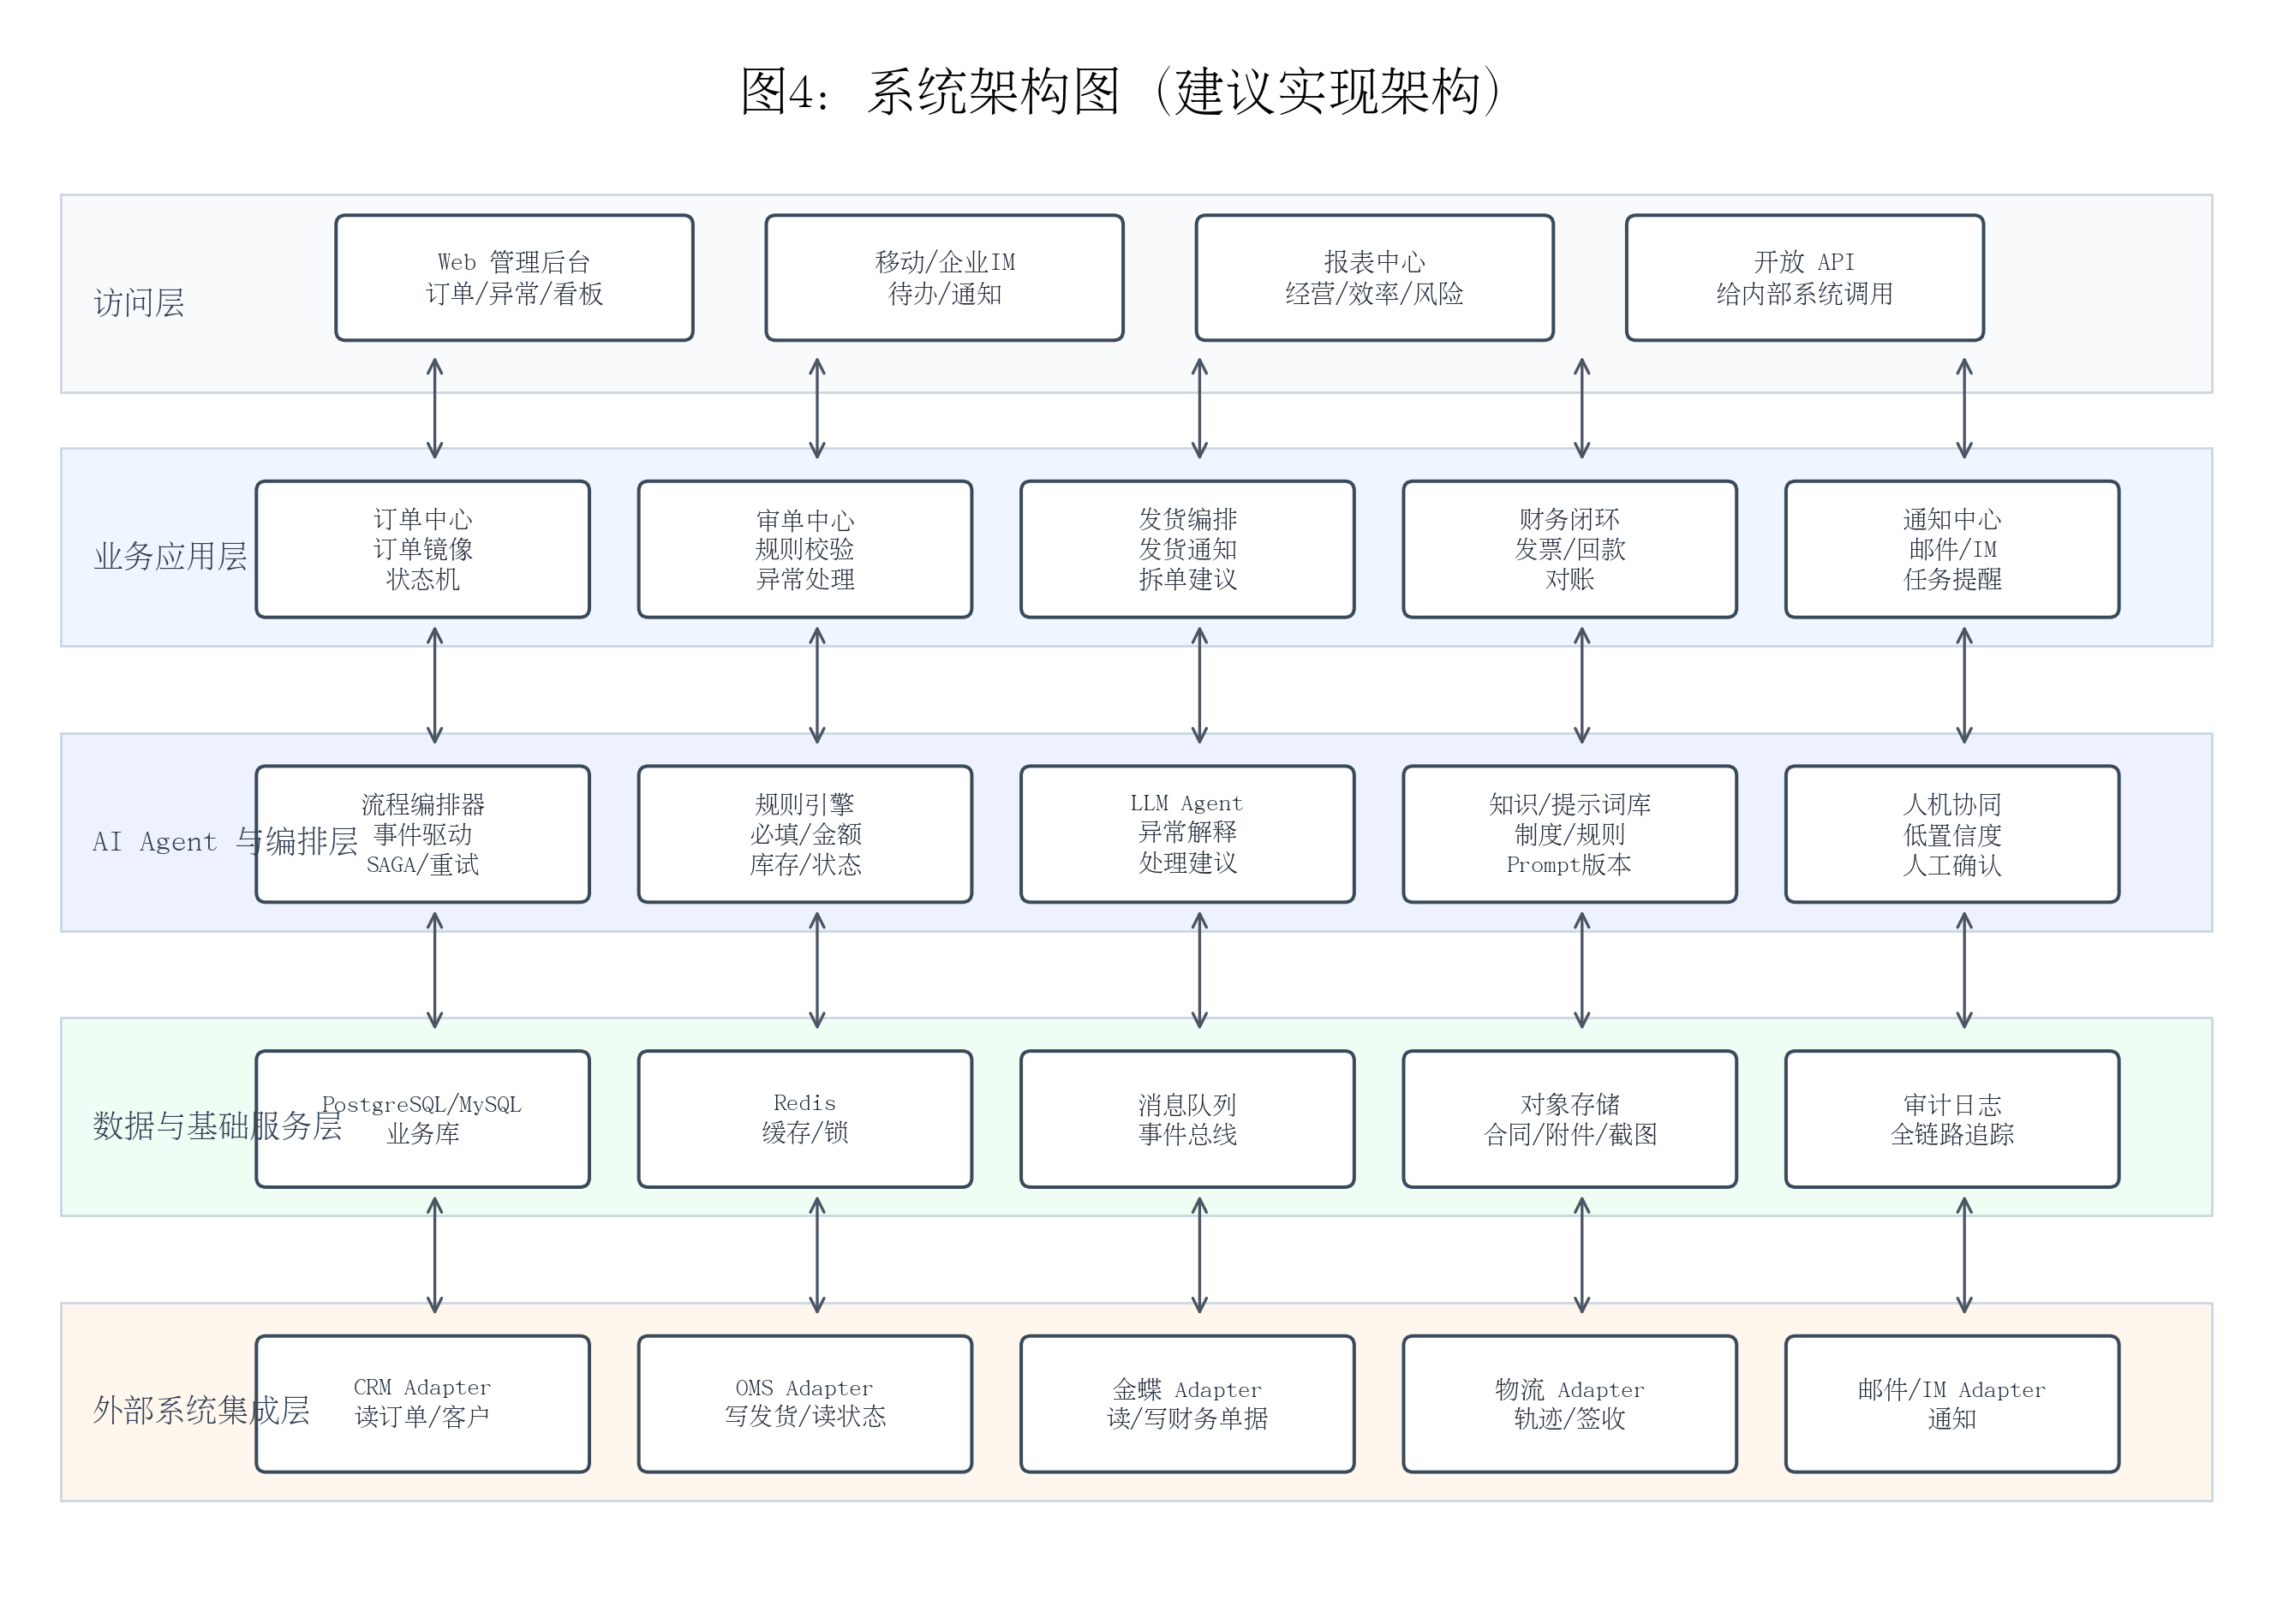 图4：系统架构图（建议实现架构）
访问层
Web 管理后台
订单/异常/看板
移动/企业IM
待办/通知
报表中心
经营/效率/风险
开放 API
给内部系统调用
业务应用层
订单中心
订单镜像
状态机
审单中心
规则校验
异常处理
发货编排
发货通知
拆单建议
财务闭环
发票/回款
对账
通知中心
邮件/IM
任务提醒
AI Agent 与编排层
流程编排器
事件驱动
SAGA/重试
规则引擎
必填/金额
库存/状态
LLM Agent
异常解释
处理建议
知识/提示词库
制度/规则
Prompt版本
人机协同
低置信度
人工确认
数据与基础服务层
PostgreSQL/MySQL
业务库
Redis
缓存/锁
消息队列
事件总线
对象存储
合同/附件/截图
审计日志
全链路追踪
外部系统集成层
CRM Adapter
读订单/客户
OMS Adapter
写发货/读状态
金蝶 Adapter
读/写财务单据
物流 Adapter
轨迹/签收
邮件/IM Adapter
通知